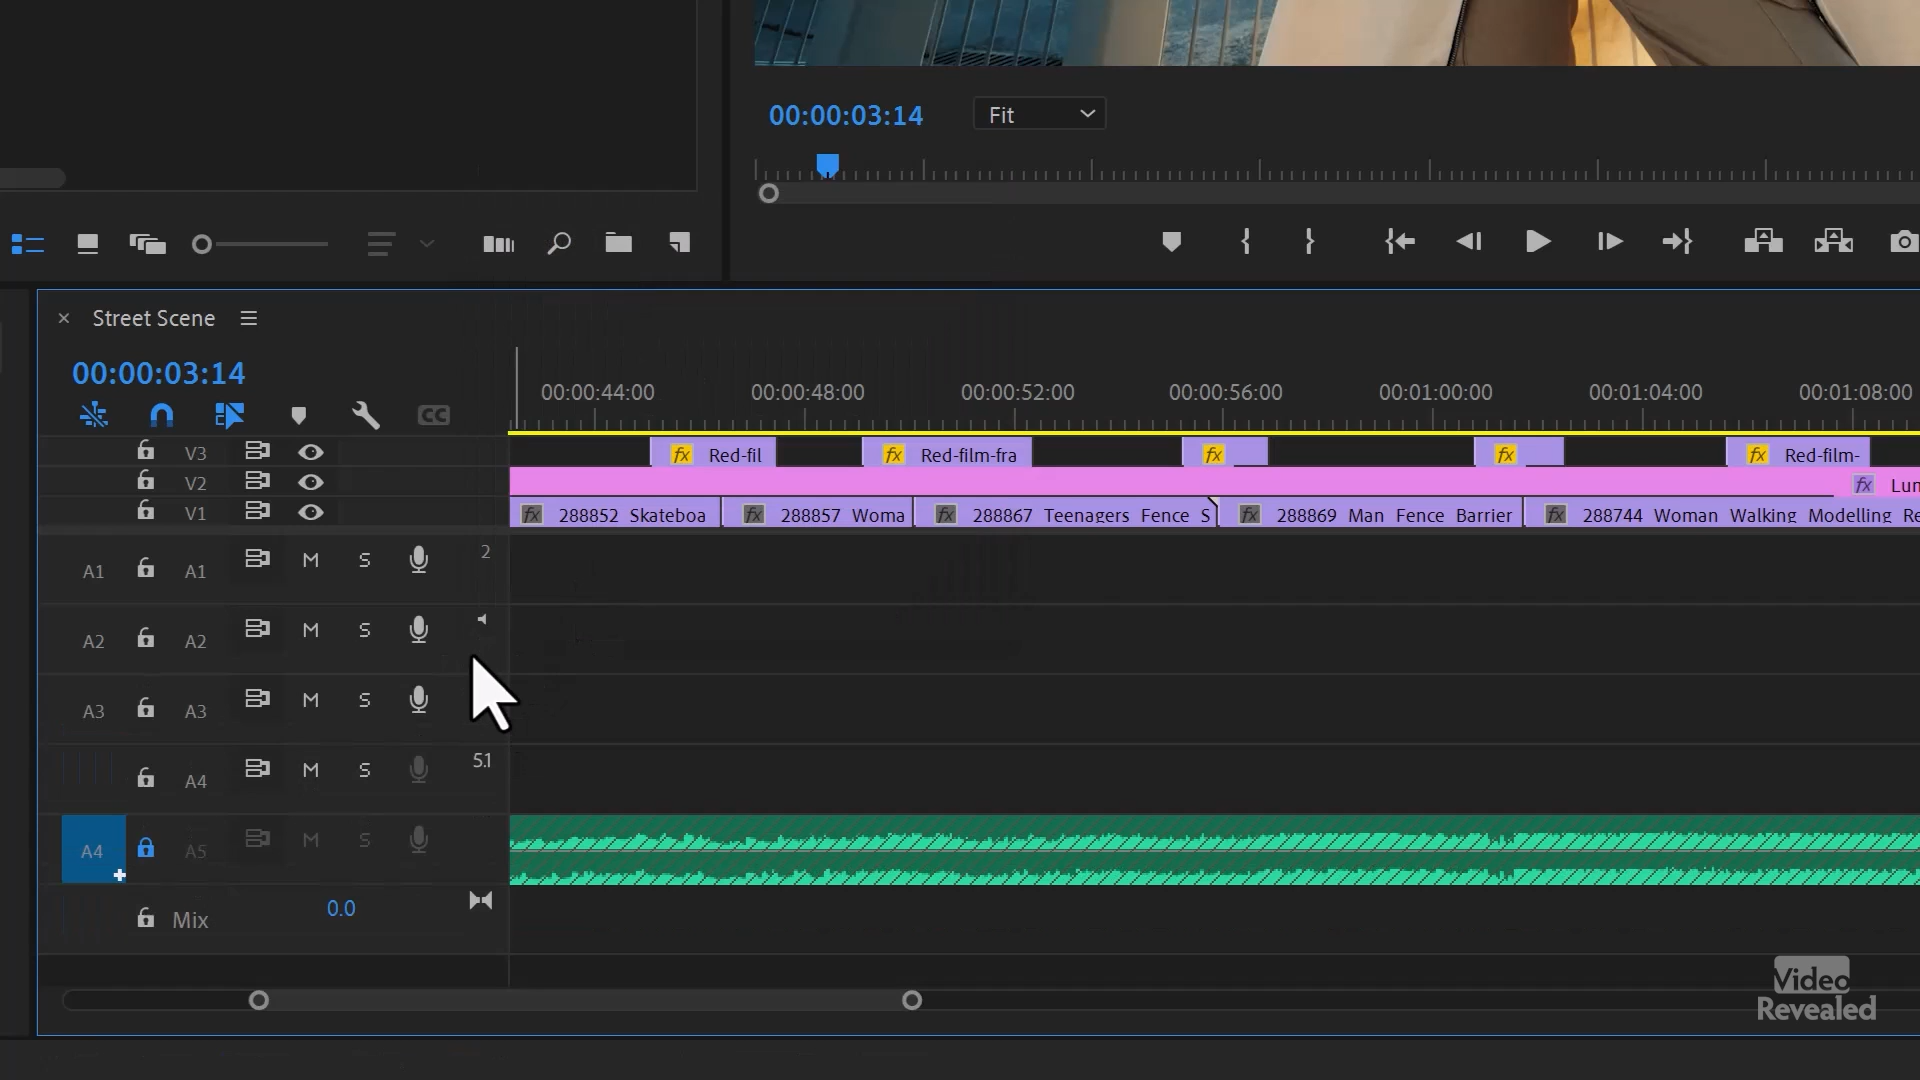 00:00:03:14
Fit
Street Scene
00:00:03:14
CC
00:00:44:00 00:00:48:00 00:00:52:00 00:00:56:00 00:01:00:00 00:01:04:00 00:01:08:00
V3 fx Red-fil fx Red-film-fra fx fx fx Red-film-
V2 fx Lun
V1 fx 288852 Skateboa fx 288857 Woma fx 288867 Teenagers Fence S fx 288869 Man Fence Barrier fx 288744 Woman Walking Modelling Re
A1 A1 M S 2
A2 A2 M S
A3 A3 M S
A4 M S 5.1
A4 A5 M S
Mix 0.0
Video
Revealed